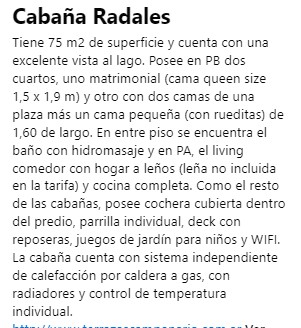 Cabaña Radales
Tiene 75 m2 de superficie y cuenta con una
excelente vista al lago. Posee en PB dos
cuartos, uno matrimonial (cama queen size
1,5 x 1,9 m) y otro con dos camas de una
plaza más un cama pequeña (con rueditas) de
1,60 de largo. En entre piso se encuentra el
baño con hidromasaje y en PA, el living
comedor con hogar a leños (leña no incluida
en la tarifa) y cocina completa. Como el resto
de las cabañas, posee cochera cubierta dentro
del predio, parrilla individual, deck con
reposeras, juegos de jardín para niños y WIFI.
La cabaña cuenta con sistema independiente
de calefacción por caldera a gas, con
radiadores y control de temperatura
individual.